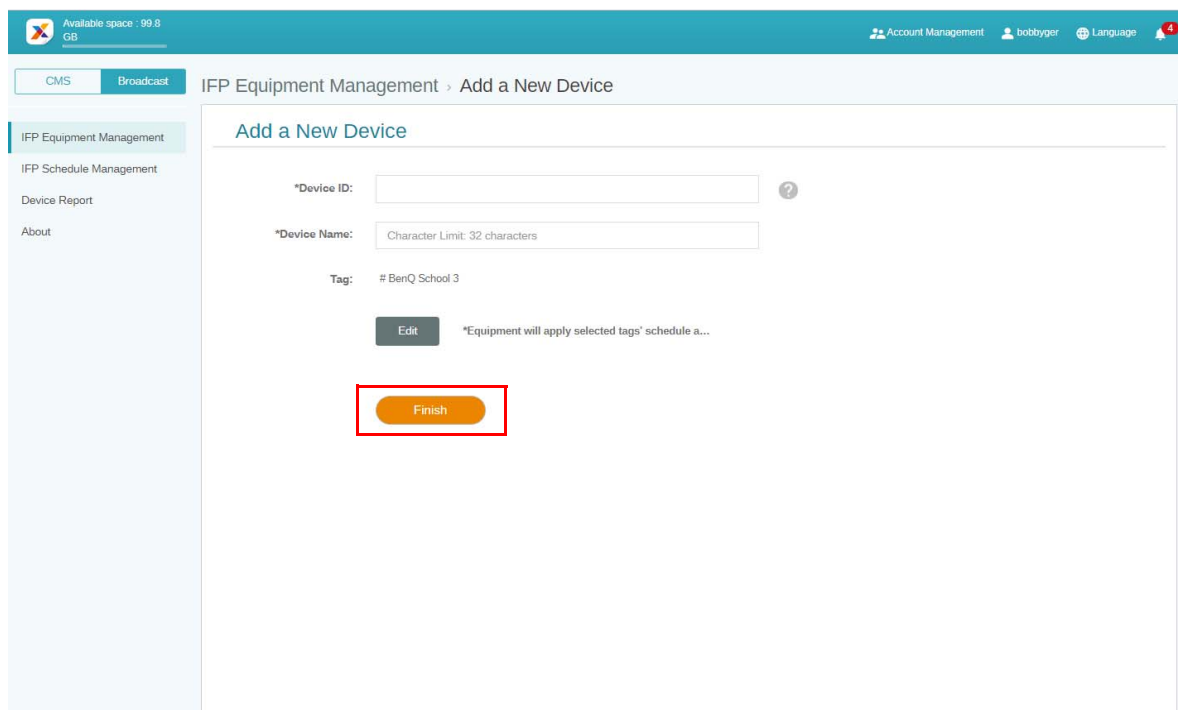 Available space : 99.8
GB
Account Management
bobbyger
Language
4
CMS
Broadcast
IFP Equipment Management › Add a New Device
IFP Equipment Management
IFP Schedule Management
Device Report
About
Add a New Device
*Device ID:
?
*Device Name:
Character Limit: 32 characters
Tag:
# BenQ School 3
Edit
*Equipment will apply selected tags' schedule a...
Finish